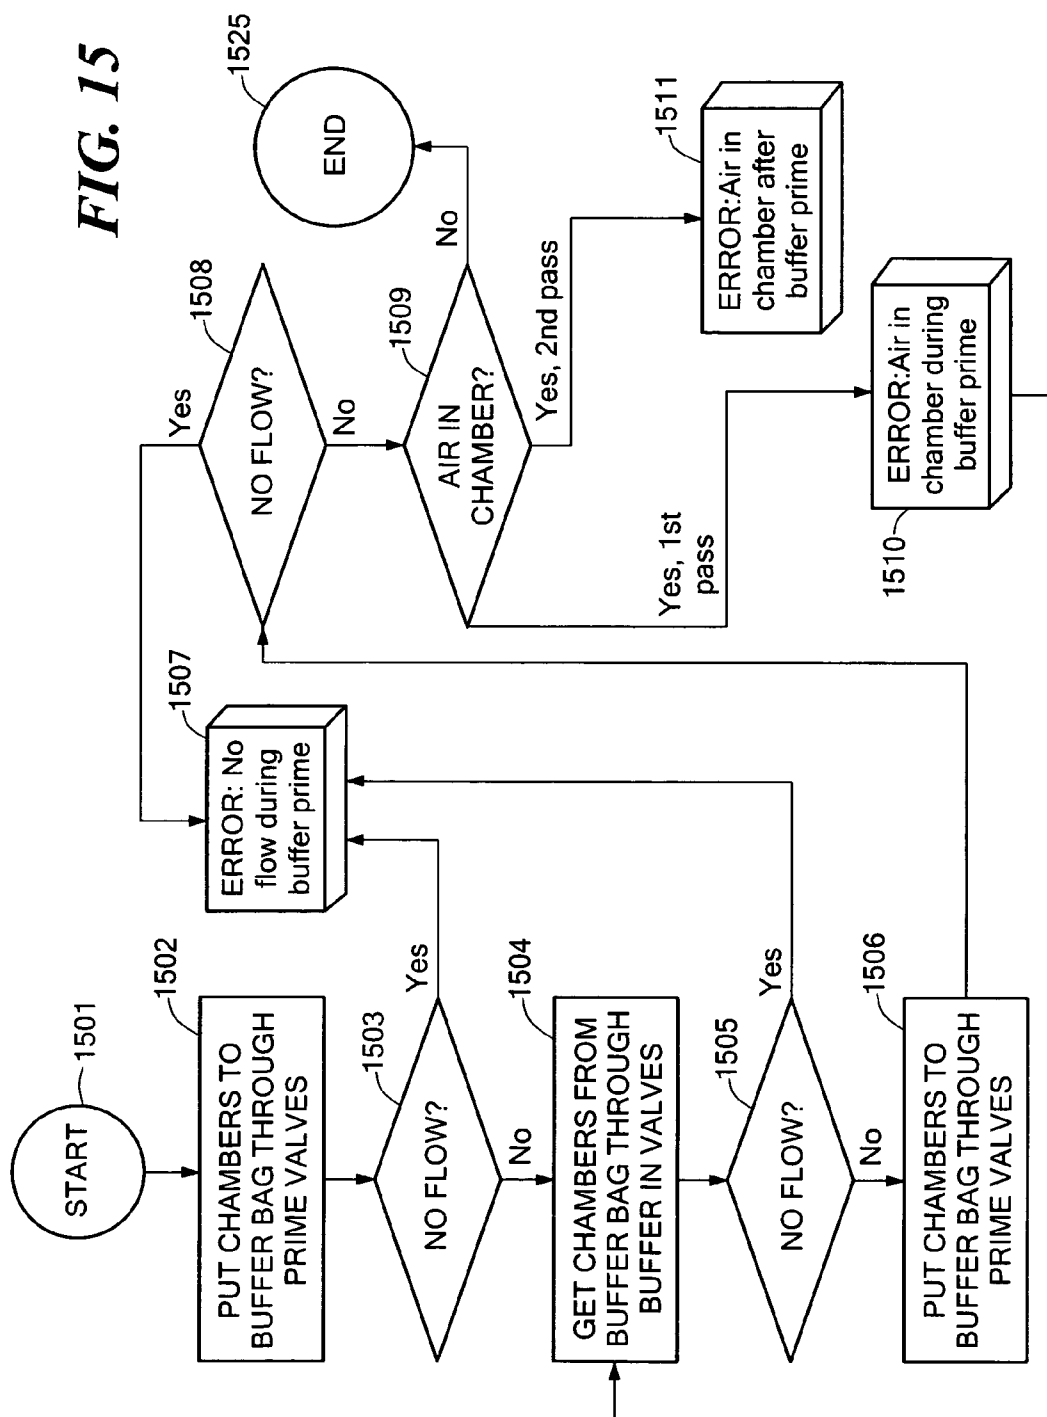 FIG. 15
START
1501
PUT CHAMBERS TO
BUFFER BAG THROUGH
PRIME VALVES
1502
NO FLOW?
1503
Yes
No
GET CHAMBERS FROM
BUFFER BAG THROUGH
BUFFER IN VALVES
1504
NO FLOW?
1505
Yes
No
PUT CHAMBERS TO
BUFFER BAG THROUGH
PRIME VALVES
1506
ERROR: No
flow during
buffer prime
1507
NO FLOW?
1508
Yes
No
AIR IN
CHAMBER?
1509
No
END
1525
Yes, 1st
pass
Yes, 2nd pass
ERROR:Air in
chamber during
buffer prime
1510
ERROR:Air in
chamber after
buffer prime
1511